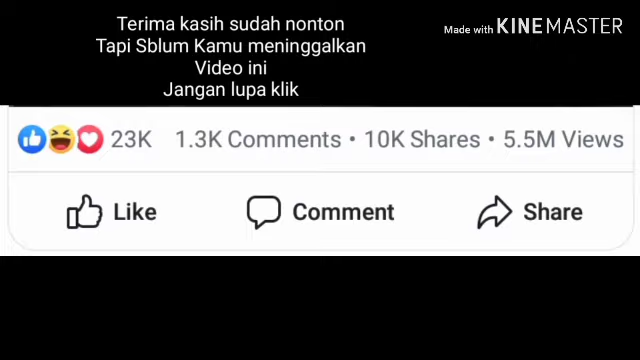 Terima kasih sudah nonton
Tapi Sblum Kamu meninggalkan
Video ini
Jangan lupa klik
Made with KINEMASTER
23K 1.3K Comments • 10K Shares • 5.5M Views
Like Comment Share